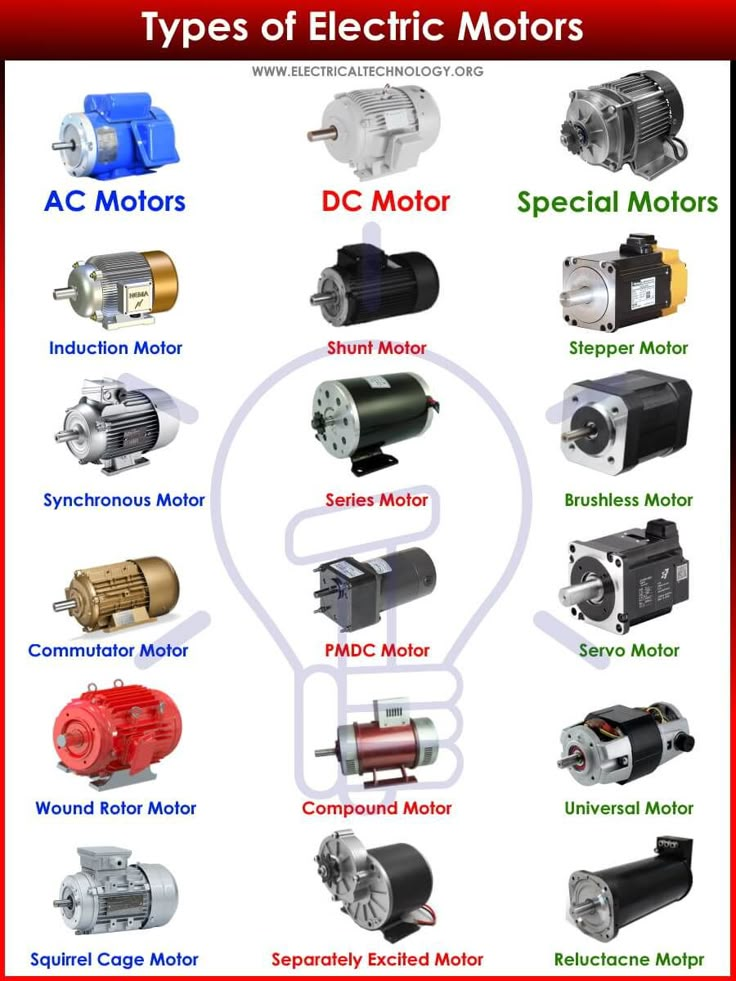 Types of Electric Motors
WWW.ELECTRICALTECHNOLOGY.ORG
AC Motors
DC Motor
Special Motors
Induction Motor
Shunt Motor
Stepper Motor
Synchronous Motor
Series Motor
Brushless Motor
Commutator Motor
PMDC Motor
Servo Motor
Wound Rotor Motor
Compound Motor
Universal Motor
Squirrel Cage Motor
Separately Excited Motor
Reluctacne Motpr